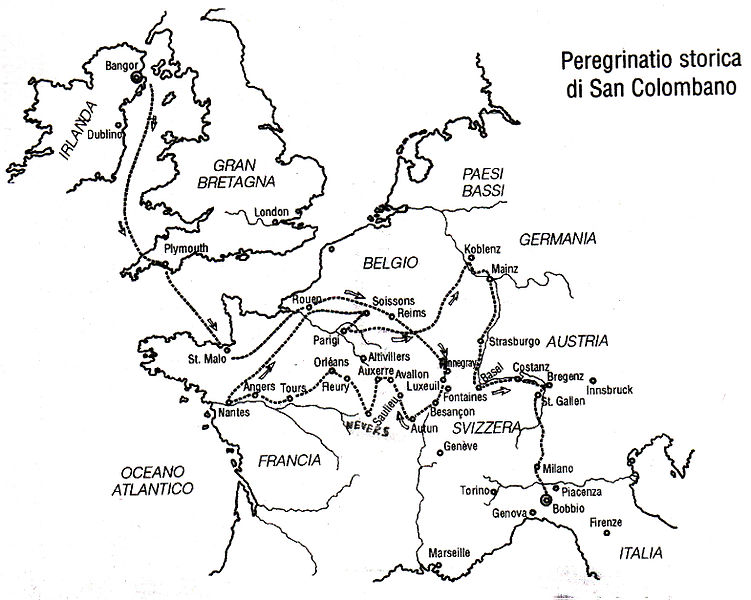 Peregrinatio storica
di San Colombano
Bangor
IRLANDA
Dublino
GRAN
BRETAGNA
London
Plymouth
PAESI
BASSI
GERMANIA
BELGIO
Koblenz
Mainz
Rouen
Soissons
Reims
Parigi
St. Malo
Strasburgo
AUSTRIA
Altivillers
Orléans
Auxerre
Avallon
Annegray
Basel
Costanz
Bregenz
Innsbruck
Angers
Tours
Fleury
Luxeuil
Fontaines
St. Gallen
Nantes
Saulieu
Besançon
NEVERS
Autun
SVIZZERA
Genève
FRANCIA
OCEANO
ATLANTICO
Milano
Torino
Piacenza
Bobbio
Genova
Firenze
Marseille
ITALIA